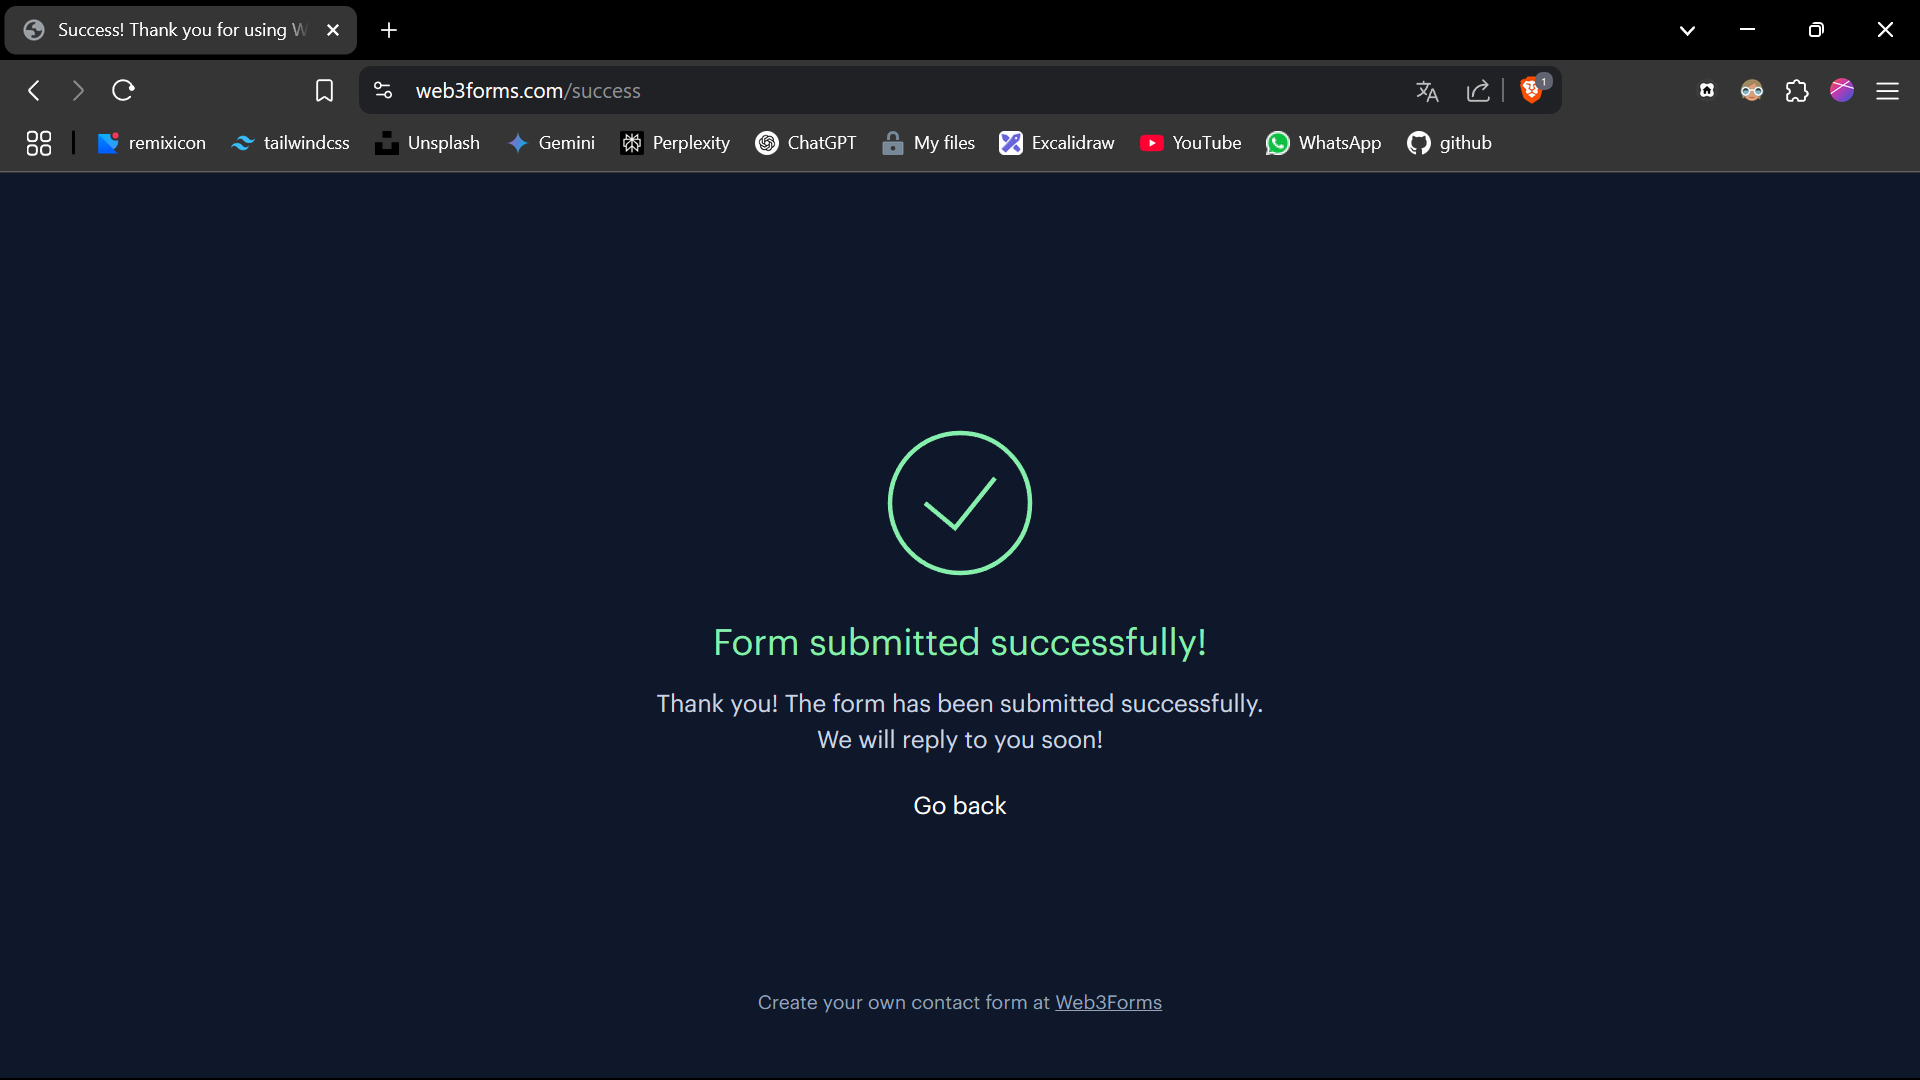 Success! Thank you for using W
web3forms.com/success
1
remixicon
tailwindcss
Unsplash
Gemini
Perplexity
ChatGPT
My files
Excalidraw
YouTube
WhatsApp
github
Form submitted successfully!
Thank you! The form has been submitted successfully.
We will reply to you soon!
Go back
Create your own contact form at Web3Forms